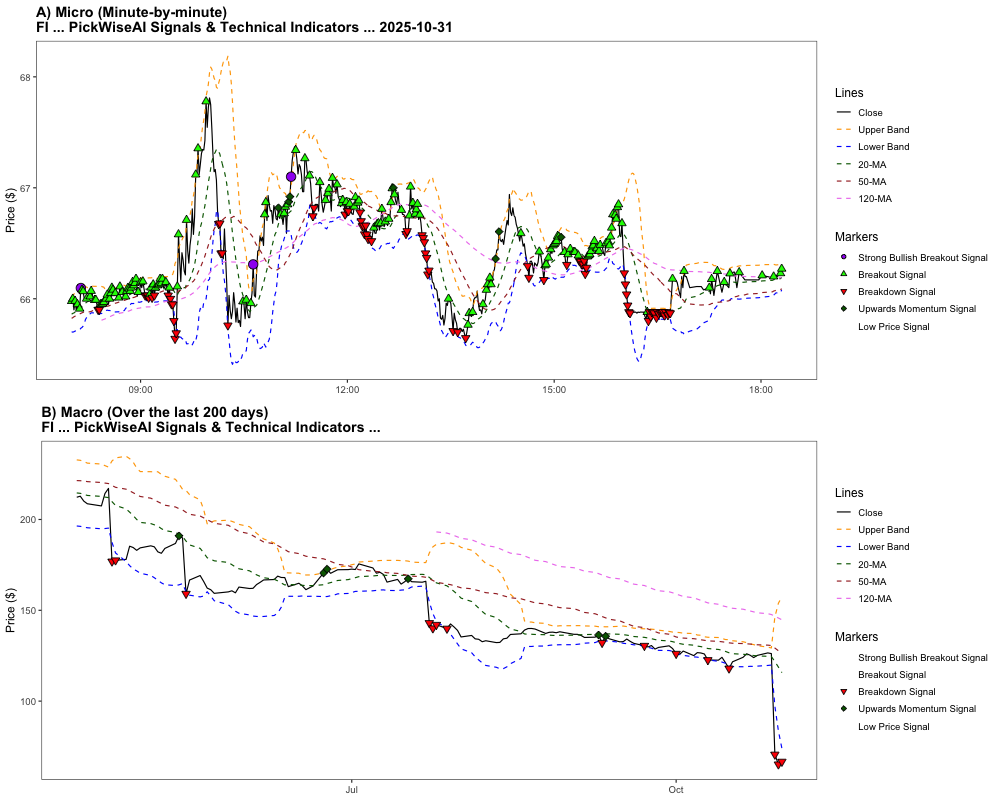 A) Micro (Minute-by-minute)
FI ... PickWiseAI Signals & Technical Indicators ... 2025-10-31
Price ($)
68
67
66
09:00
12:00
15:00
18:00
Lines
Close
Upper Band
Lower Band
20-MA
50-MA
120-MA
Markers
Strong Bullish Breakout Signal
Breakout Signal
Breakdown Signal
Upwards Momentum Signal
Low Price Signal
B) Macro (Over the last 200 days)
FI ... PickWiseAI Signals & Technical Indicators ...
Price ($)
200
150
100
Jul
Oct
Lines
Close
Upper Band
Lower Band
20-MA
50-MA
120-MA
Markers
Strong Bullish Breakout Signal
Breakout Signal
Breakdown Signal
Upwards Momentum Signal
Low Price Signal